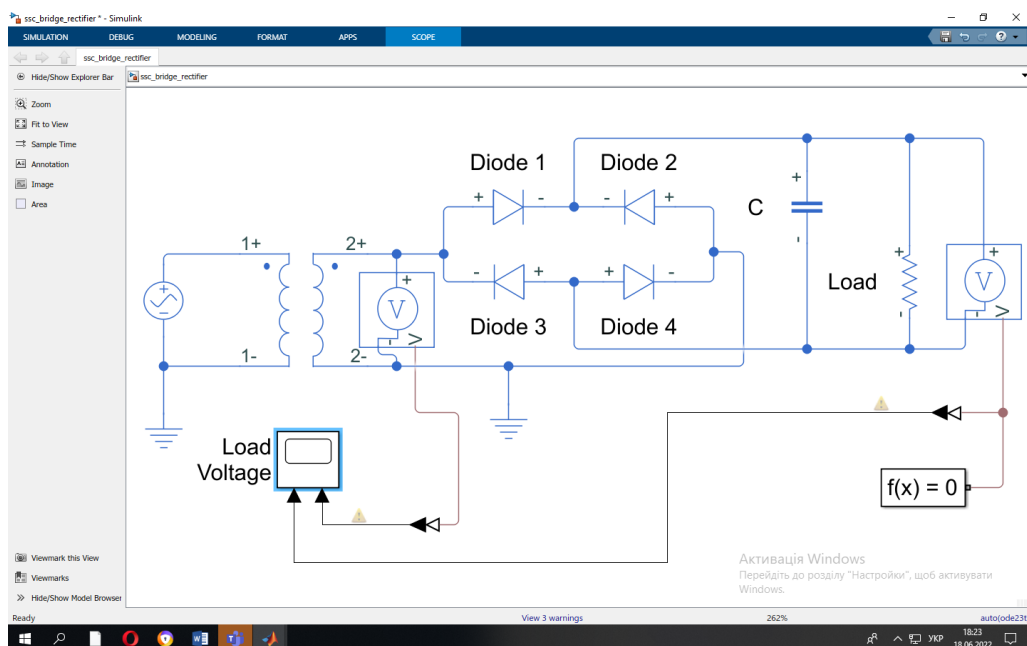 ssc_bridge_rectifier * - Simulink
SIMULATION DEBUG MODELING FORMAT APPS SCOPE
ssc_bridge_rectifier
Hide/Show Explorer Bar
ssc_bridge_rectifier
Zoom
Fit to View
Sample Time
Annotation
Image
Area
Diode 1 Diode 2
+ - - +
+
C
-
1+ 2+
- + + -
+ +
V
Load
V
Diode 3 Diode 4
1- 2-
Load
Voltage
f(x) = 0
Активація Windows
Перейдіть до розділу "Настройки", щоб активувати
Windows.
Viewmark this View
Viewmarks
Hide/Show Model Browser
Ready View 3 warnings 262% auto(ode23t
УКР 18:23
18.06.2022